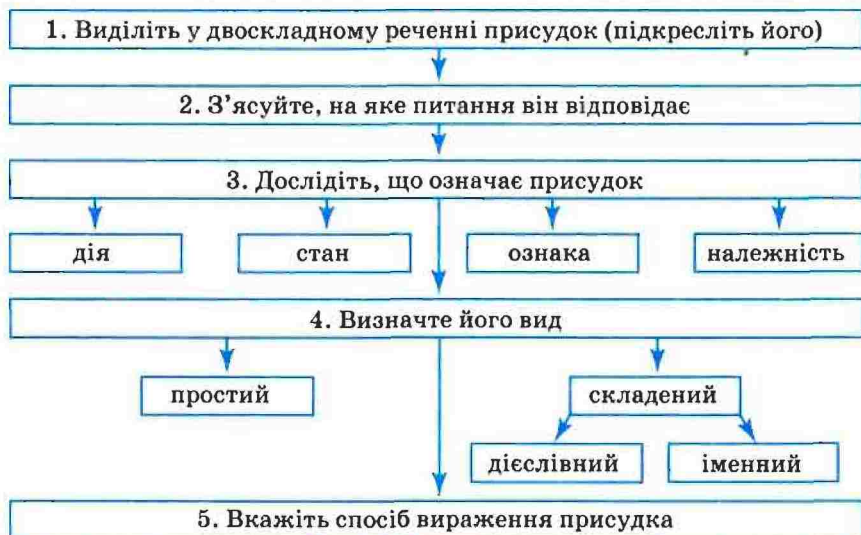 1. Виділіть у двоскладному реченні присудок (підкресліть його)
2. З’ясуйте, на яке питання він відповідає
3. Дослідіть, що означає присудок
дія стан ознака належність
4. Визначте його вид
простий складений
дієслівний іменний
5. Вкажіть спосіб вираження присудка